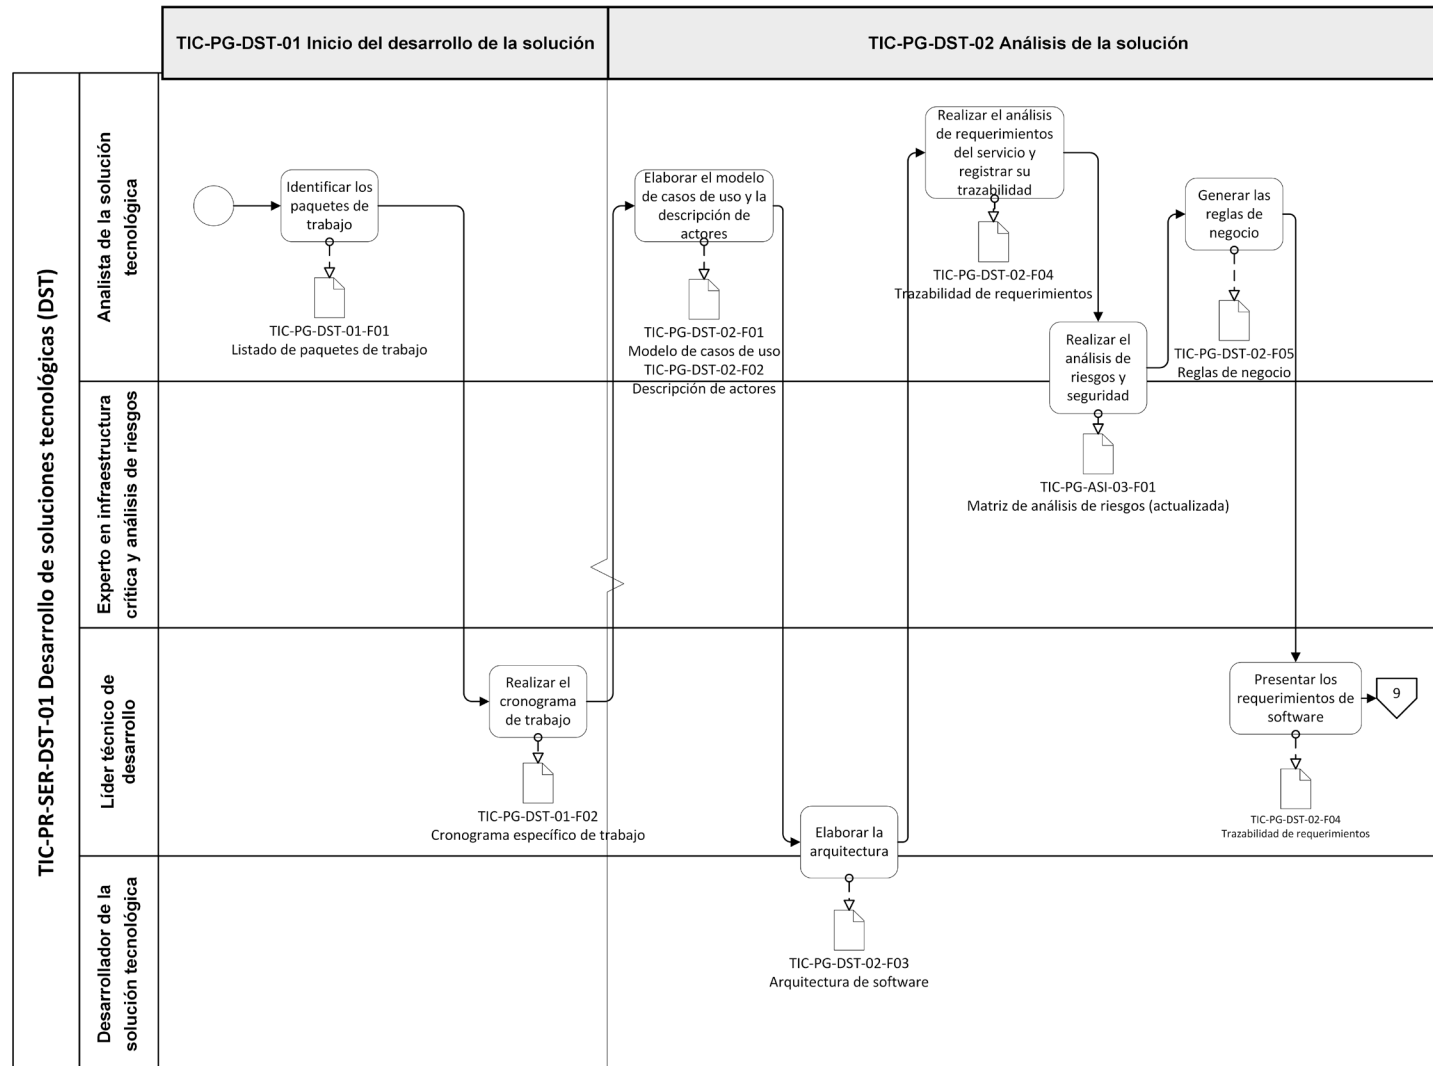 TIC-PG-DST-01 Inicio del desarrollo de la solución
TIC-PG-DST-02 Análisis de la solución
TIC-PR-SER-DST-01 Desarrollo de soluciones tecnológicas (DST)
Analista de la solución
tecnológica
Identificar los
paquetes de
trabajo
TIC-PG-DST-01-F01
Listado de paquetes de trabajo
Elaborar el modelo
de casos de uso y la
descripción de
actores
TIC-PG-DST-02-F01
Modelo de casos de uso
TIC-PG-DST-02-F02
Descripción de actores
Realizar el análisis
de requerimientos
del servicio y
registrar su
trazabilidad
TIC-PG-DST-02-F04
Trazabilidad de requerimientos
Generar las
reglas de
negocio
TIC-PG-DST-02-F05
Reglas de negocio
Realizar el
análisis de
riesgos y
seguridad
TIC-PG-ASI-03-F01
Matriz de análisis de riesgos (actualizada)
Experto en infraestructura
crítica y análisis de riesgos
Líder técnico de
desarrollo
Realizar el
cronograma
de trabajo
TIC-PG-DST-01-F02
Cronograma específico de trabajo
Presentar los
requerimientos de
software
9
TIC-PG-DST-02-F04
Trazabilidad de requerimientos
Elaborar la
arquitectura
TIC-PG-DST-02-F03
Arquitectura de software
Desarrollador de la
solución tecnológica